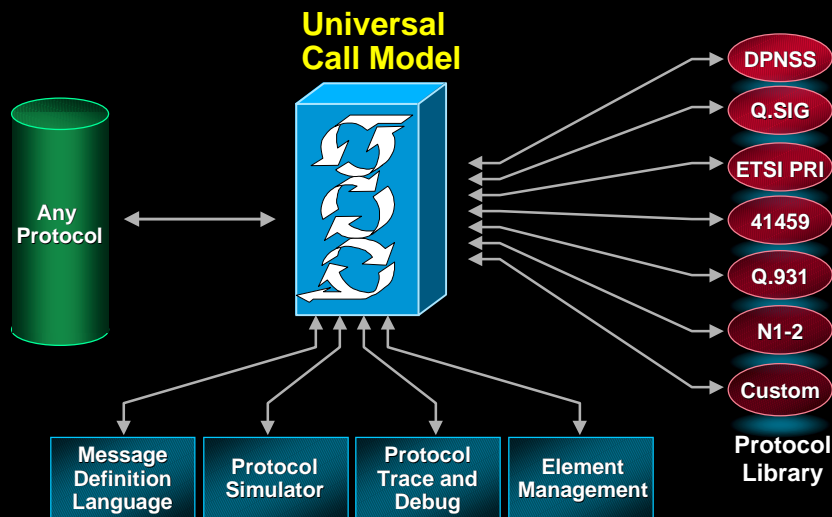 Universal
Call Model
DPNSS
Q.SIG
ETSI PRI
41459
Q.931
N1-2
Custom
Protocol
Library
Any
Protocol
Message
Definition
Language
Protocol
Simulator
Protocol
Trace and
Debug
Element
Management